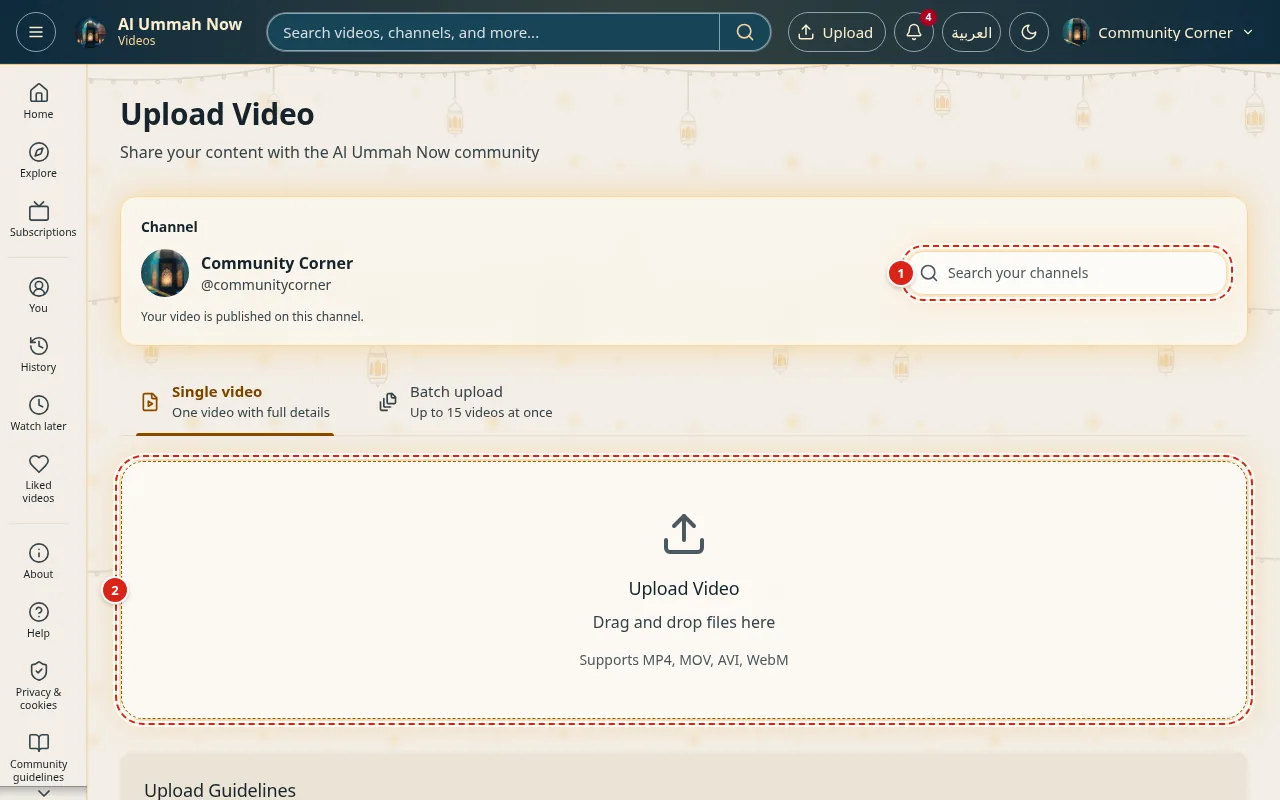 Al Ummah Now
Videos
Search videos, channels, and more...
Upload
4
العربية
Community Corner
Home
Explore
Subscriptions
You
History
Watch later
Liked
videos
About
Help
Privacy &
cookies
Community
guidelines
Upload Video
Share your content with the Al Ummah Now community
Channel
Community Corner
@communitycorner
Your video is published on this channel.
1
Search your channels
Single video
One video with full details
Batch upload
Up to 15 videos at once
2
Upload Video
Drag and drop files here
Supports MP4, MOV, AVI, WebM
Upload Guidelines